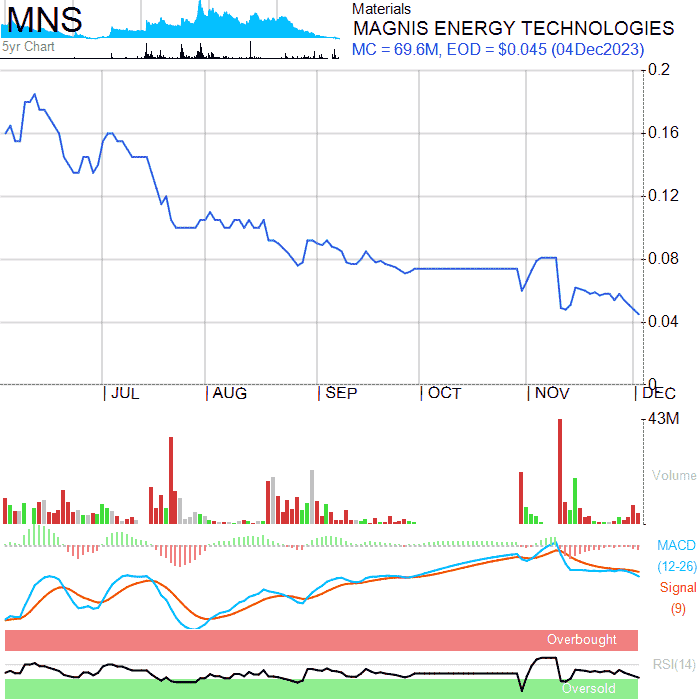 MNS
5yr Chart
Materials
MAGNIS ENERGY TECHNOLOGIES
MC = 69.6M, EOD = $0.045 (04Dec2023)
0.2
0.16
0.12
0.08
0.04
0
JUL AUG SEP OCT NOV DEC
43M
Volume
MACD
(12-26)
Signal
(9)
Overbought
RSI(14)
Oversold